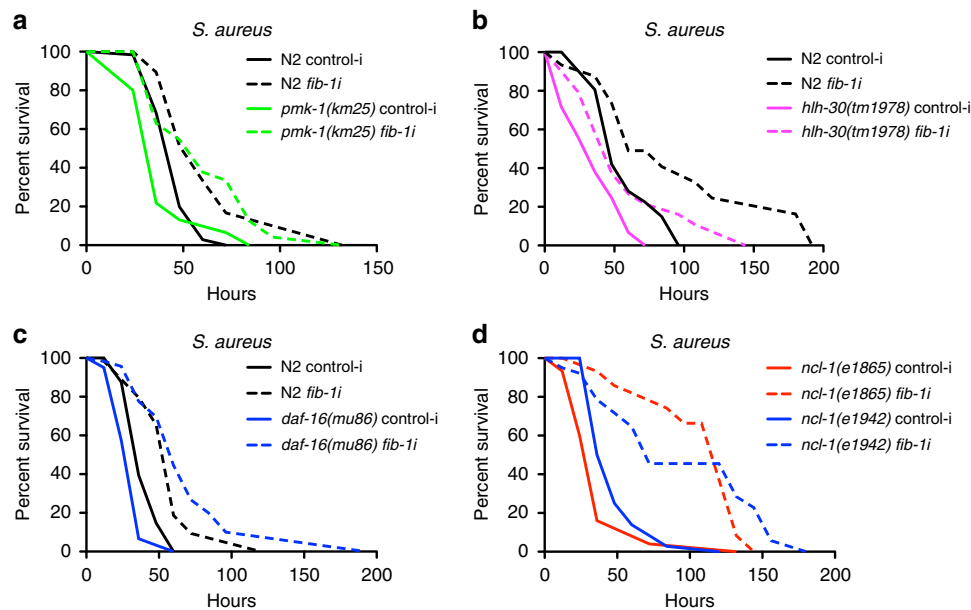 a
S. aureus
N2 control-i
N2 fib-1i
pmk-1(km25) control-i
pmk-1(km25) fib-1i
Percent survival
100
80
60
40
20
0
0 50 100 150
Hours
b
S. aureus
N2 control-i
N2 fib-1i
hlh-30(tm1978) control-i
hlh-30(tm1978) fib-1i
Percent survival
100
80
60
40
20
0
0 50 100 150 200
Hours
c
S. aureus
N2 control-i
N2 fib-1i
daf-16(mu86) control-i
daf-16(mu86) fib-1i
Percent survival
100
80
60
40
20
0
0 50 100 150 200
Hours
d
S. aureus
ncl-1(e1865) control-i
ncl-1(e1865) fib-1i
ncl-1(e1942) control-i
ncl-1(e1942) fib-1i
Percent survival
100
80
60
40
20
0
0 50 100 150 200
Hours